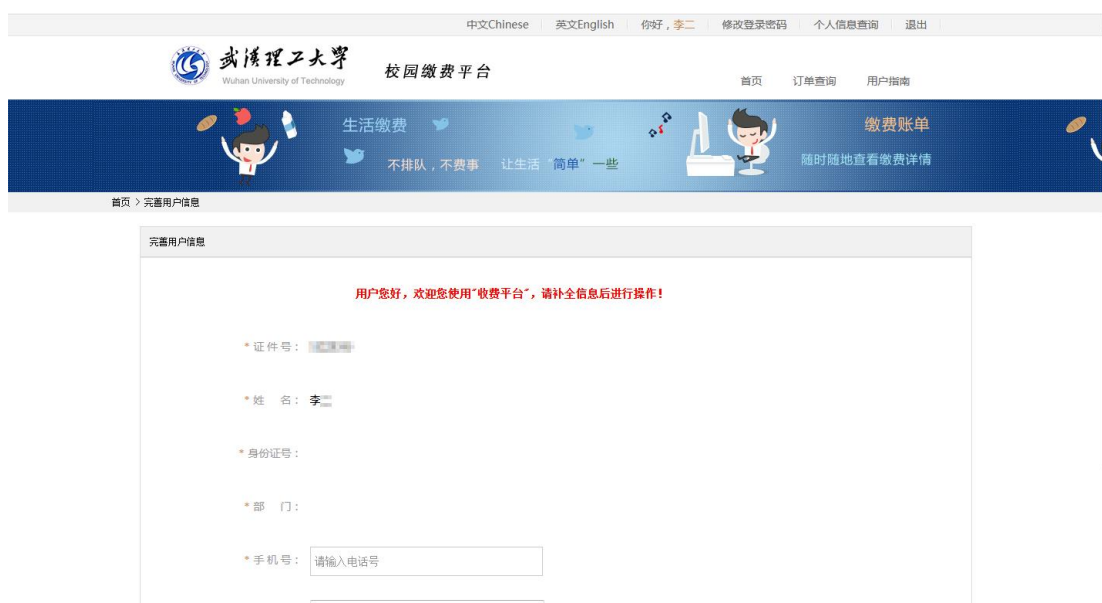 中文Chinese 英文English 你好，李二 修改登录密码 个人信息查询 退出
武汉理工大学
Wuhan University of Technology
校园缴费平台
首页 订单查询 用户指南
生活缴费
不排队，不费事 让生活“简单”一些
缴费账单
随时随地查看缴费详情
首页 > 完善用户信息
完善用户信息
用户您好，欢迎您使用"收费平台"，请补全信息后进行操作！
*证件号：
*姓 名： 李
*身份证号：
*部 门：
*手机号： 请输入电话号